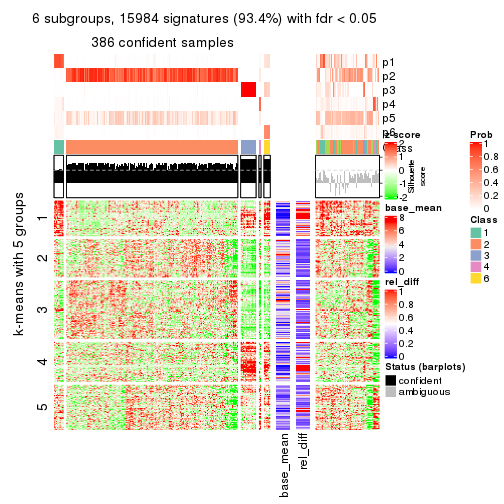 6 subgroups, 15984 signatures (93.4%) with fdr < 0.05
386 confident samples
p1
p2
p3
p4
p5
p6
Class
Silhouette
score
k-means with 5 groups
1
2
3
4
5
base_mean
rel_diff
z-score
2
1
0
-1
-2
base_mean
8
6
4
2
0
rel_diff
1
0.8
0.6
0.4
0.2
0
Status (barplots)
confident
ambiguous
Prob
1
0.8
0.6
0.4
0.2
0
Class
1
2
3
4
6